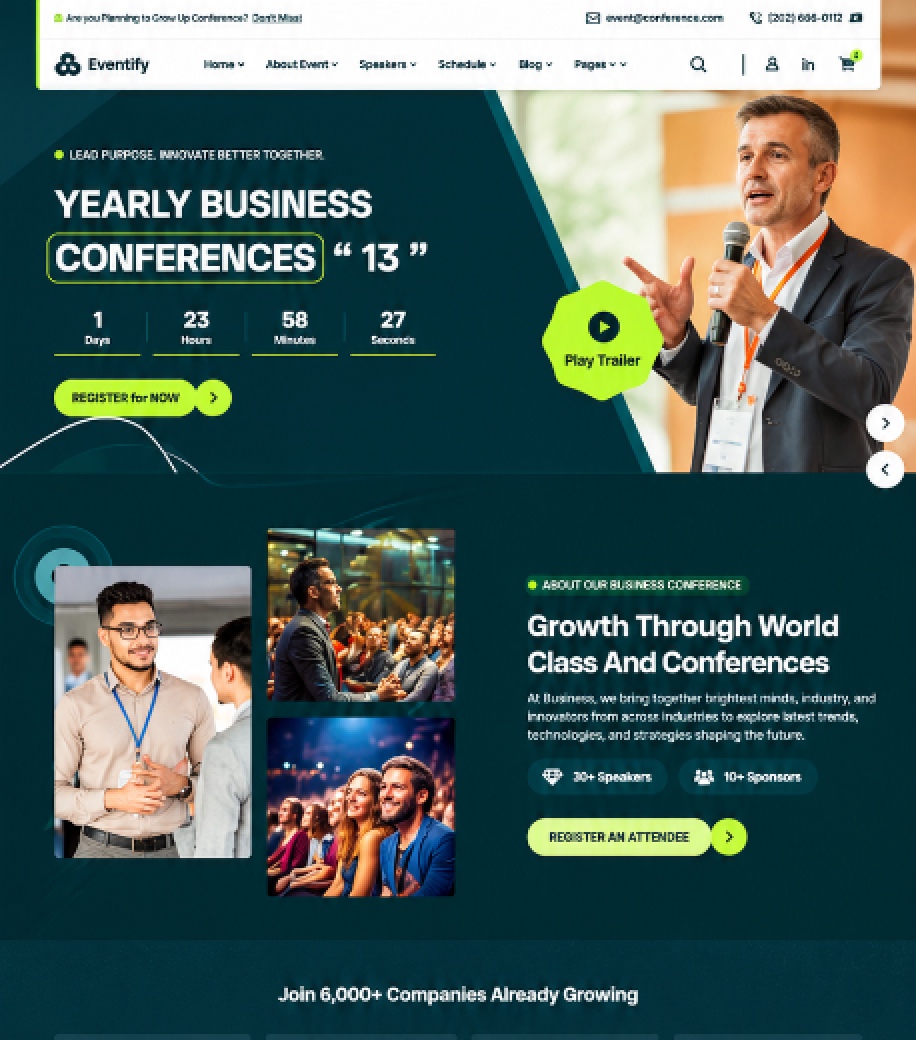 Are you Planning to Grow Up Conference? Don't Miss!
event@conference.com
(202) 666-0112
Eventify
Home
About Event
Speakers
Schedule
Blog
Pages
in
LEAD PURPOSE. INNOVATE BETTER TOGETHER.
YEARLY BUSINESS
CONFERENCES “ 13 ”
1
23
58
27
Days
Hours
Minutes
Seconds
REGISTER for NOW
Play Trailer
ABOUT OUR BUSINESS CONFERENCE
Growth Through World
Class And Conferences
At Business, we bring together brightest minds, industry, and
innovators from across industries to explore latest trends,
technologies, and strategies shaping the future.
30+ Speakers
10+ Sponsors
REGISTER AN ATTENDEE
Join 6,000+ Companies Already Growing